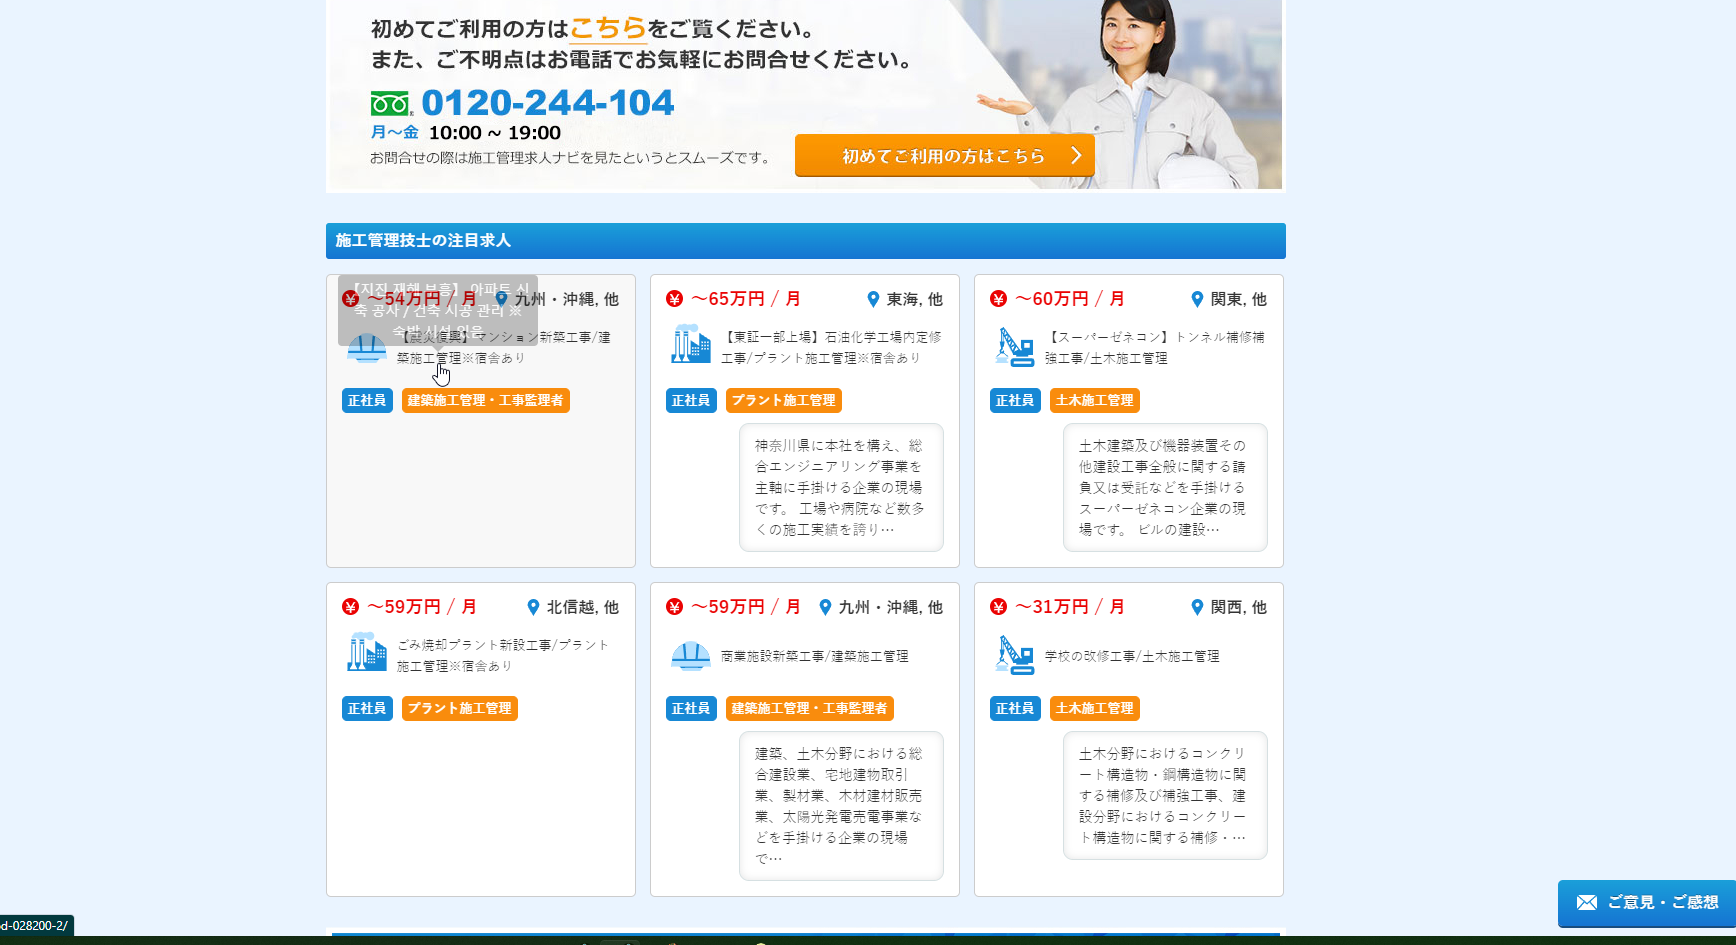 初めてご利用の方はこちらをご覧ください。
また、ご不明点はお電話でお気軽にお問合せください。
0120-244-104
月～金 10:00 ~ 19:00
お問合せの際は施工管理求人ナビを見たというとスムーズです。
初めてご利用の方はこちら
施工管理技士の注目求人
～54万円 / 月 九州・沖縄, 他
【지진 재해 부흥】 아파트 신
축 공사 / 건축 시공 관리 ※
숙박 시설 있음
【震災復興】マンション新築工事/建
築施工管理※宿舎あり
正社員 建築施工管理・工事監理者
～65万円 / 月 東海, 他
【東証一部上場】石油化学工場内定修
工事/プラント施工管理※宿舎あり
正社員 プラント施工管理
神奈川県に本社を構え、総
合エンジニアリング事業を
主軸に手掛ける企業の現場
です。 工場や病院など数多
くの施工実績を誇り…
～60万円 / 月 関東, 他
【スーパーゼネコン】トンネル補修補
強工事/土木施工管理
正社員 土木施工管理
土木建築及び機器装置その
他建設工事全般に関する請
負又は受託などを手掛ける
スーパーゼネコン企業の現
場です。 ビルの建設…
～59万円 / 月 北信越, 他
ごみ焼却プラント新設工事/プラント
施工管理※宿舎あり
正社員 プラント施工管理
～59万円 / 月 九州・沖縄, 他
商業施設新築工事/建築施工管理
正社員 建築施工管理・工事監理者
建築、土木分野における総
合建設業、宅地建物取引
業、製材業、木材建材販売
業、太陽光発電売電事業な
どを手掛ける企業の現場
で…
～31万円 / 月 関西, 他
学校の改修工事/土木施工管理
正社員 土木施工管理
土木分野におけるコンクリ
ート構造物・鋼構造物に関
する補修及び補強工事、建
設分野におけるコンクリー
ト構造物に関する補修・…
ご意見・ご感想
d-028200-2/